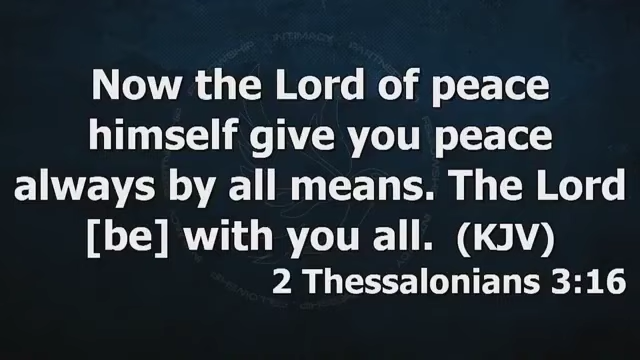 INTIMACY
Now the Lord of peace
himself give you peace
always by all means. The Lord
[be] with you all. (KJV)
2 Thessalonians 3:16